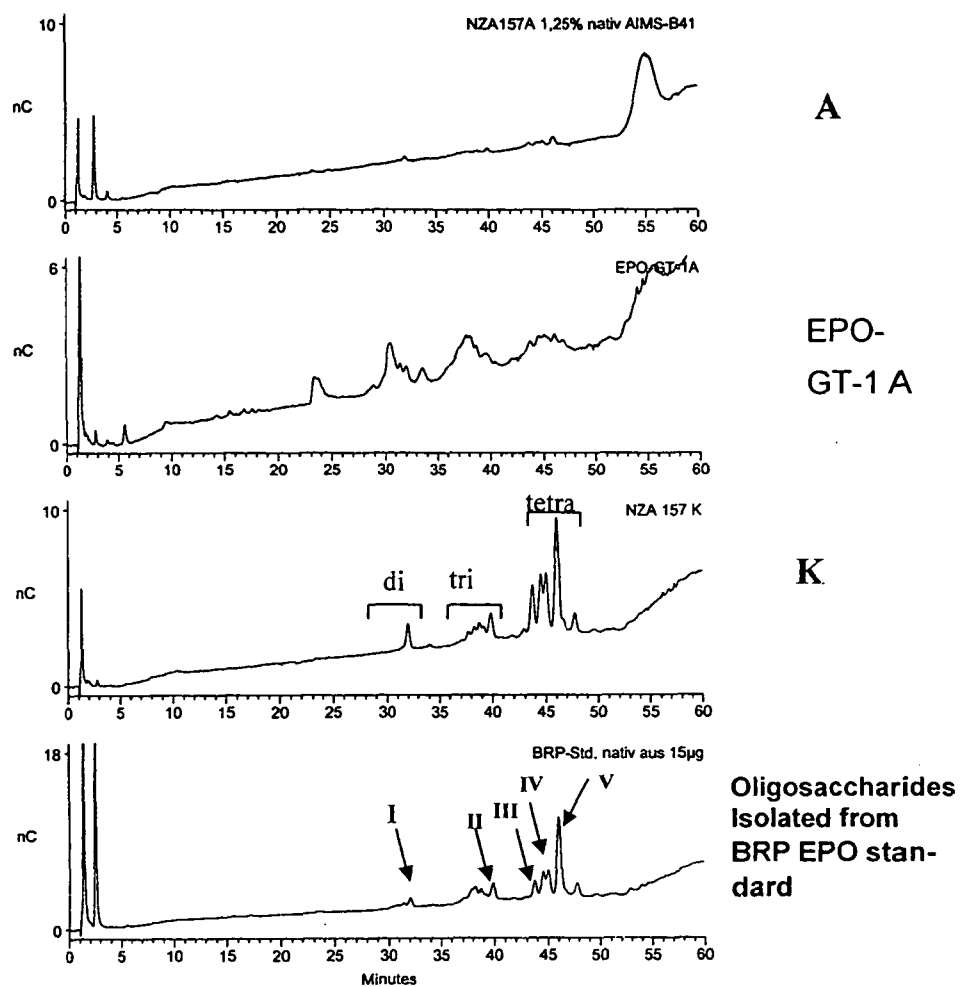 10
NZA157A 1,25% nativ AIMS-B41
nC
A
0
0 5 10 15 20 25 30 35 40 45 50 55 60
6
EPO-GT-1A
nC
EPO-
GT-1 A
0
0 5 10 15 20 25 30 35 40 45 50 55 60
10
tetra
NZA 157 K
di
tri
nC
K
0
0 5 10 15 20 25 30 35 40 45 50 55 60
18
BRP-Std. nativ aus 15µg
I
II
III
IV
V
nC
Oligosaccharides
Isolated from
BRP EPO stan-
dard
0
0 5 10 15 20 25 30 35 40 45 50 55 60
Minutes